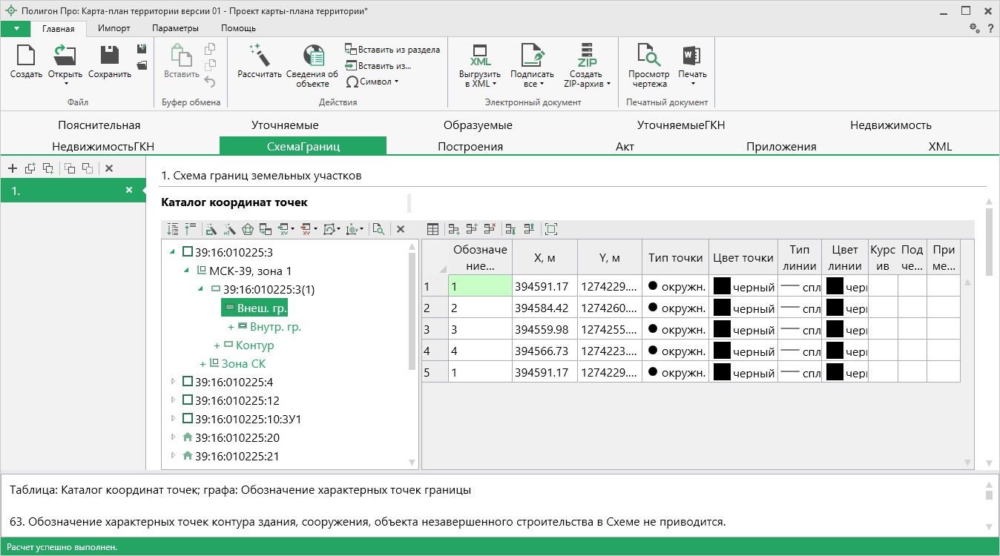 Полигон Про: Карта-план территории версии 01 - Проект карты-плана территории*
Главная Импорт Параметры Помощь
Создать Открыть Сохранить
Файл
Вставить
Буфер обмена
Рассчитать Сведения об объекте
Вставить из раздела
Вставить из...
Символ
Действия
XML Выгрузить в XML
Подписать все
ZIP Создать ZIP-архив
Электронный документ
Просмотр чертежа
W Печать
Печатный документ
Пояснительная Уточняемые Образуемые УточняемыеГКН Недвижимость
НедвижимостьГКН СхемаГраниц Построения Акт Приложения XML
1.
1. Схема границ земельных участков
Каталог координат точек
39:16:010225:3
МСК-39, зона 1
39:16:010225:3(1)
Внеш. гр.
+ Внутр. гр.
+ Контур
+ Зона СК
39:16:010225:4
39:16:010225:12
39:16:010225:10:ЗУ1
39:16:010225:20
39:16:010225:21
Обозначе ние... X, м Y, м Тип точки Цвет точки Тип линии Цвет линии Курс ив Под че... При ме...
1 1 394591.17 1274229.... окружн. черный спл чер
2 2 394584.42 1274260.... окружн. черный спл чер
3 3 394559.98 1274255.... окружн. черный спл чер
4 4 394566.73 1274223.... окружн. черный спл чер
5 1 394591.17 1274229.... окружн. черный спл чер
Таблица: Каталог координат точек; графа: Обозначение характерных точек границы
63. Обозначение характерных точек контура здания, сооружения, объекта незавершенного строительства в Схеме не приводится.
Расчет успешно выполнен.